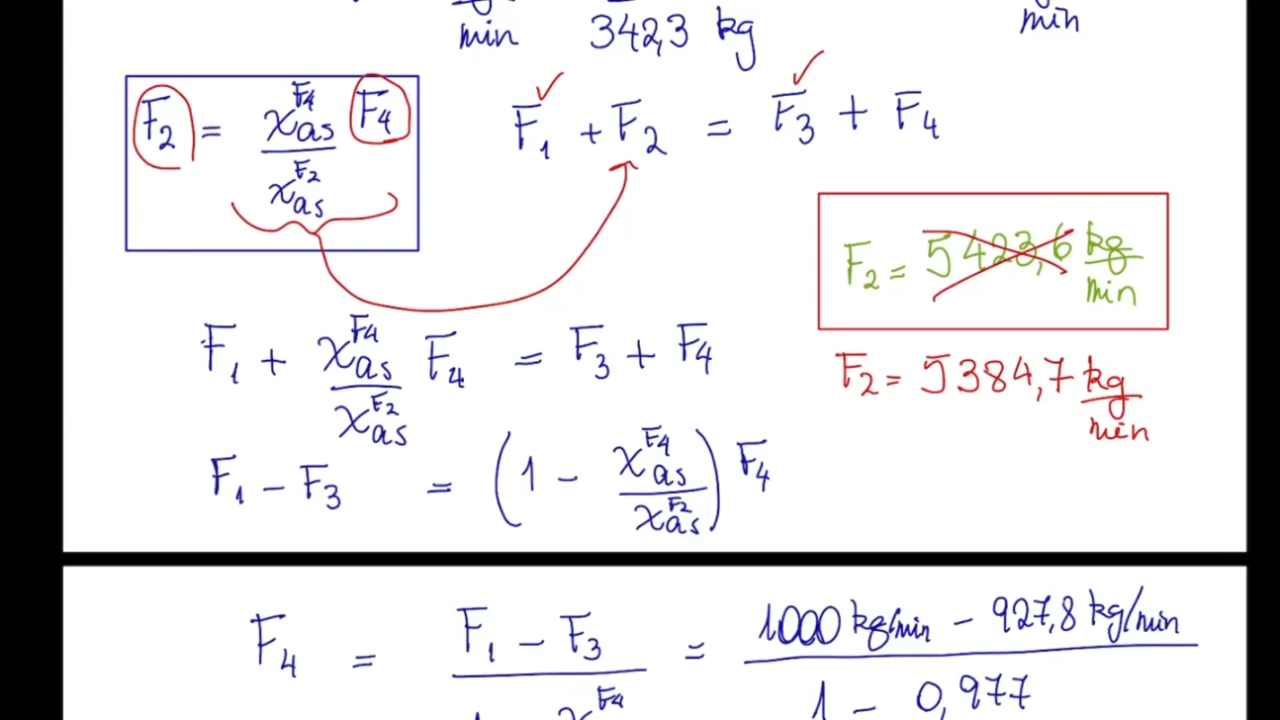 min 342,3 kg
min
F₂ = x_as^F4 / x_as^F2 F₄
F₁ + F₂ = F₃ + F₄
F₂ = 5423,6 kg/min
F₁ + x_as^F4 / x_as^F2 F₄ = F₃ + F₄
F₂ = 5384,7 kg/min
F₁ - F₃ = (1 - x_as^F4 / x_as^F2) F₄
F₄ = F₁ - F₃ = 1000 kg/min - 927,8 kg/min
F4
1 - 0,977